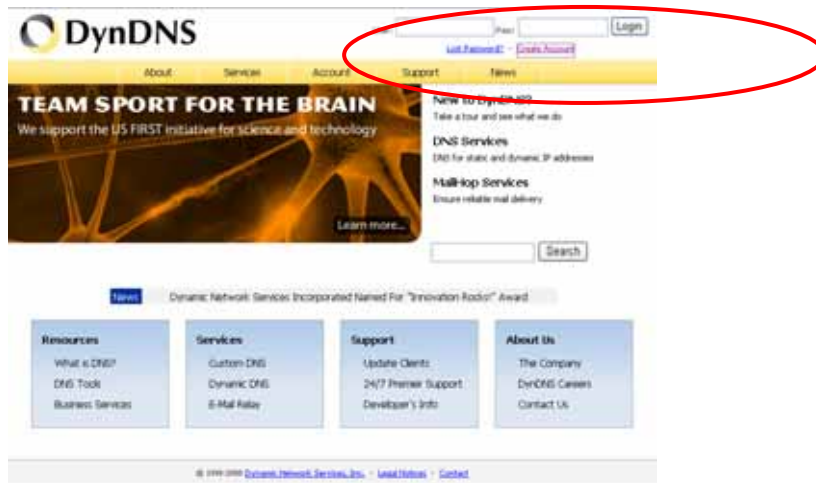 DynDNS
Pass:
Login
Lost Password? - Create Account
About Services Account Support News
TEAM SPORT FOR THE BRAIN
We support the US FIRST initiative for science and technology
Learn more...
New to DynDNS?
Take a tour and see what we do
DNS Services
DNS for static and dynamic IP addresses
MailHop Services
Ensure reliable mail delivery
Search
News Dynamic Network Services Incorporated Named For "Innovation Rocks!" Award
Resources
What is DNS?
DNS Tools
Business Services
Services
Custom DNS
Dynamic DNS
E-Mail Relay
Support
Update Clients
24/7 Premier Support
Developer's Info
About Us
The Company
DynDNS Careers
Contact Us
Dynamic Network Services, Inc. - Legal Notices - Contact